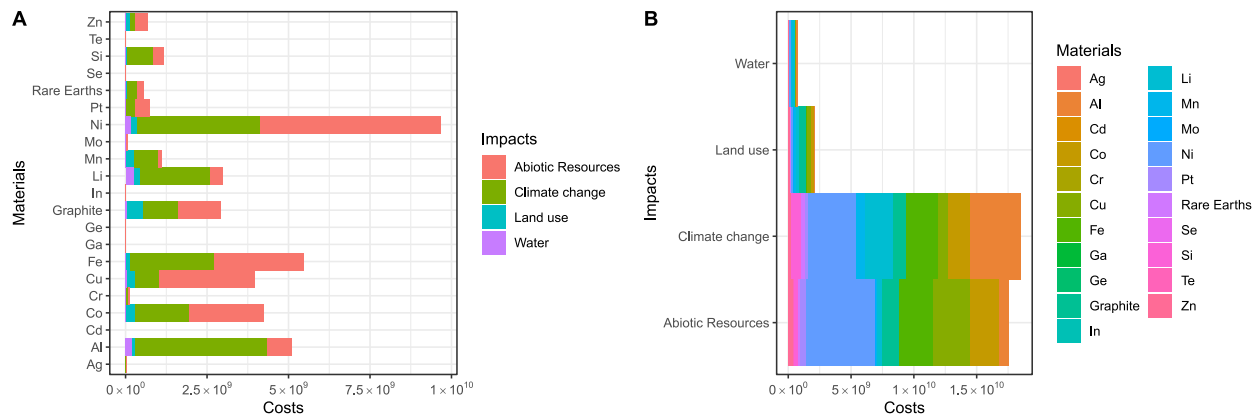 A
Materials
Zn
Te
Si
Se
Rare Earths
Pt
Ni
Mo
Mn
Li
In
Graphite
Ge
Ga
Fe
Cu
Cr
Co
Cd
Al
Ag
0 × 10⁰
2.5 × 10⁹
5.0 × 10⁹
7.5 × 10⁹
1 × 10¹⁰
Costs
Impacts
Abiotic Resources
Climate change
Land use
Water
B
Impacts
Water
Land use
Climate change
Abiotic Resources
0 × 10⁰
5.0 × 10⁹
1 × 10¹⁰
1.5 × 10¹⁰
Costs
Materials
Ag
Al
Cd
Co
Cr
Cu
Fe
Ga
Ge
Graphite
In
Li
Mn
Mo
Ni
Pt
Rare Earths
Se
Si
Te
Zn